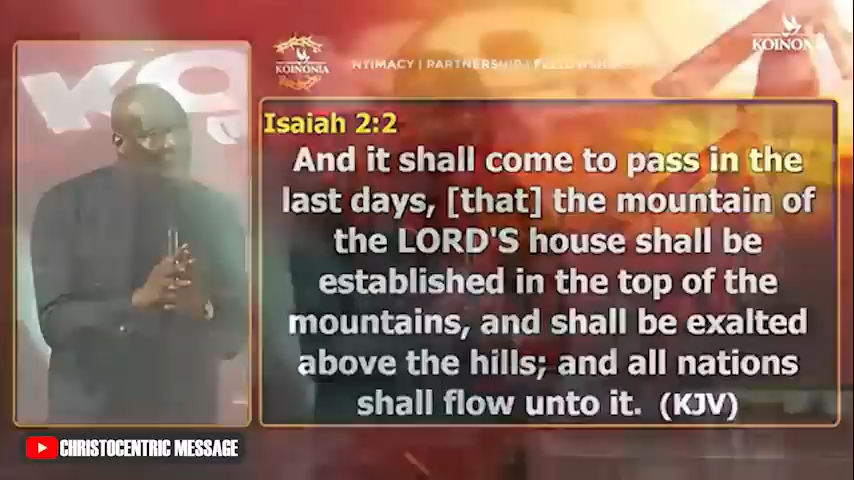 KO
KOINONIA
NTIMACY | PARTNERSHIP | FELLOWSHIP
KOINONI
Isaiah 2:2
And it shall come to pass in the
last days, [that] the mountain of
the LORD'S house shall be
established in the top of the
mountains, and shall be exalted
above the hills; and all nations
shall flow unto it. (KJV)
CHRISTOCENTRIC MESSAGE